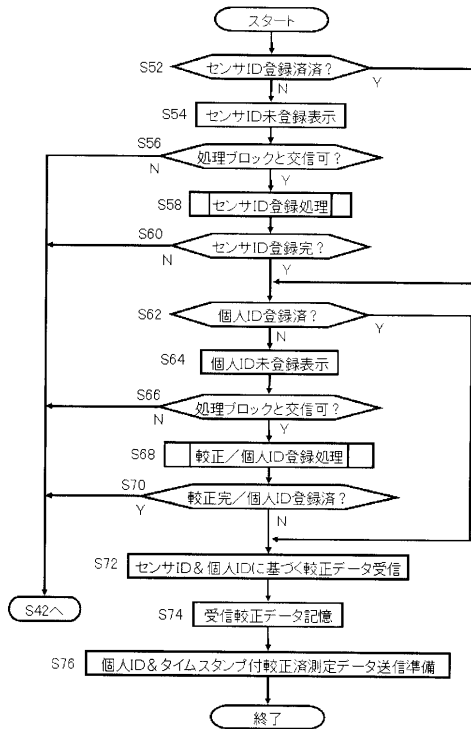 スタート
S52 センサID登録済済？ Y
N
S54 センサID未登録表示
S56 処理ブロックと交信可？
N Y
S58 センサID登録処理
S60 センサID登録完？
N Y
S62 個人ID登録済？ Y
N
S64 個人ID未登録表示
S66 処理ブロックと交信可？
N Y
S68 較正／個人ID登録処理
S70 較正完／個人ID登録済？
Y N
S72 センサID＆個人IDに基づく較正データ受信
S42へ
S74 受信較正データ記憶
S76 個人ID＆タイムスタンプ付較正済測定データ送信準備
終了